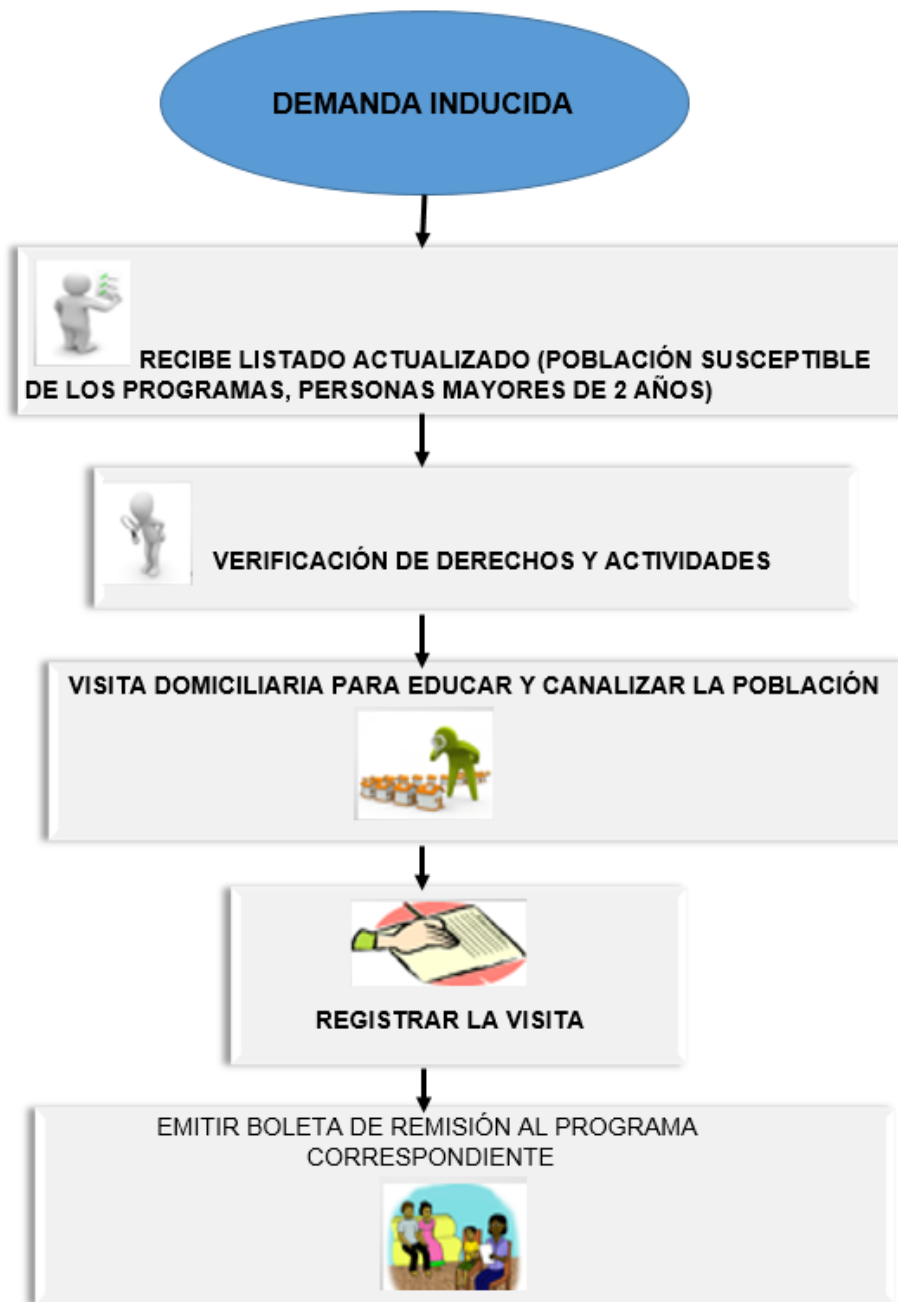 DEMANDA INDUCIDA
RECIBE LISTADO ACTUALIZADO (POBLACIÓN SUSCEPTIBLE
DE LOS PROGRAMAS, PERSONAS MAYORES DE 2 AÑOS)
VERIFICACIÓN DE DERECHOS Y ACTIVIDADES
VISITA DOMICILIARIA PARA EDUCAR Y CANALIZAR LA POBLACIÓN
REGISTRAR LA VISITA
EMITIR BOLETA DE REMISIÓN AL PROGRAMA
CORRESPONDIENTE